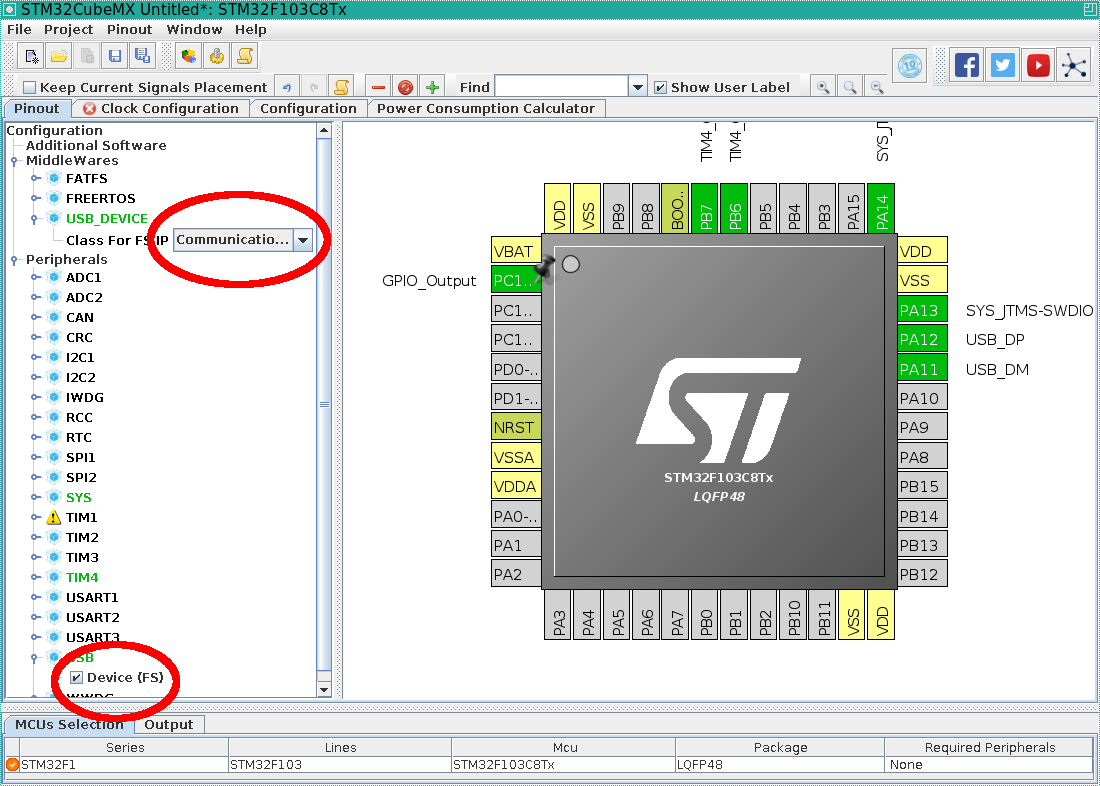 STM32CubeMX Untitled*: STM32F103C8Tx
File Project Pinout Window Help
Keep Current Signals Placement Find Show User Label
Pinout Clock Configuration Configuration Power Consumption Calculator
Configuration
Additional Software
MiddleWares
FATFS
FREERTOS
USB_DEVICE
Class For FS IP Communicatio...
Peripherals
ADC1
ADC2
CAN
CRC
I2C1
I2C2
IWDG
RCC
RTC
SPI1
SPI2
SYS
TIM1
TIM2
TIM3
TIM4
USART1
USART2
USART3
USB
Device (FS)
WWDG
TIM4_ TIM4_ SYS_JT
VDD VSS PB9 PB8 BOO.. PB7 PB6 PB5 PB4 PB3 PA15 PA14
VBAT
GPIO_Output PC1..
PC1..
PC1..
PD0-..
PD1-..
NRST
VSSA
VDDA
PA0-..
PA1
PA2
STM32F103C8Tx
LQFP48
VDD
VSS
PA13 SYS_JTMS-SWDIO
PA12 USB_DP
PA11 USB_DM
PA10
PA9
PA8
PB15
PB14
PB13
PB12
PA3 PA4 PA5 PA6 PA7 PB0 PB1 PB2 PB10 PB11 VSS VDD
MCUs Selection Output
Series Lines Mcu Package Required Peripherals
STM32F1 STM32F103 STM32F103C8Tx LQFP48 None